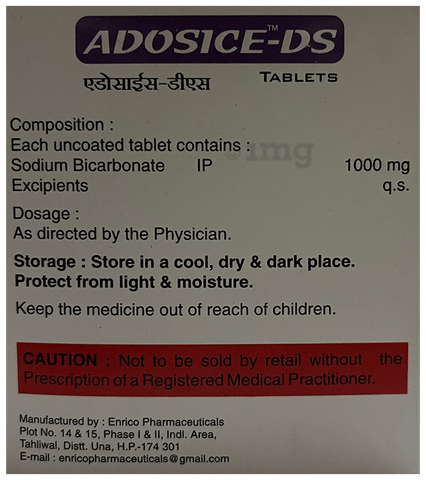 ADOSICE™-DS
एडोसाईस-डीएस TABLETS
Composition :
Each uncoated tablet contains :
Sodium Bicarbonate IP 1000 mg
Excipients q.s.
Dosage :
As directed by the Physician.
Storage : Store in a cool, dry & dark place.
Protect from light & moisture.
Keep the medicine out of reach of children.
CAUTION : Not to be sold by retail without the
Prescription of a Registered Medical Practitioner.
Manufactured by : Enrico Pharmaceuticals
Plot No. 14 & 15, Phase I & II, Indl. Area,
Tahliwal, Distt. Una, H.P.-174 301
E-mail : enricopharmaceuticals@gmail.com
1mg